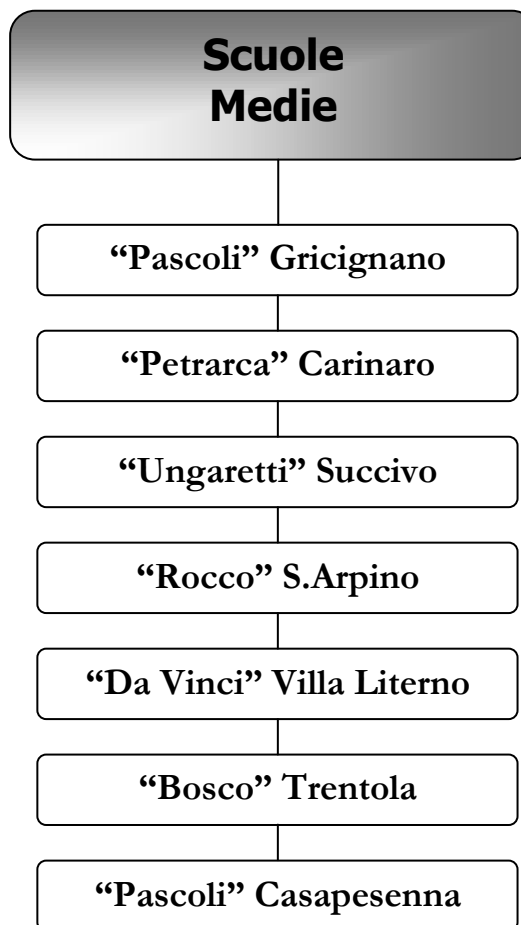 Scuole
Medie
“Pascoli” Gricignano
“Petrarca” Carinaro
“Ungaretti” Succivo
“Rocco” S.Arpino
“Da Vinci” Villa Literno
“Bosco” Trentola
“Pascoli” Casapesenna